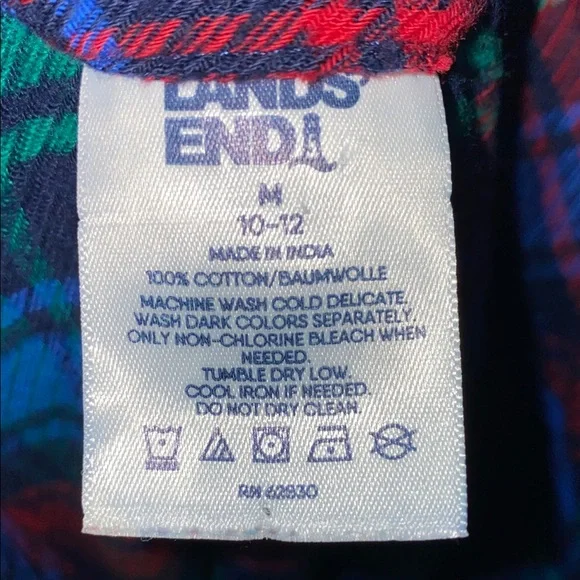 LANDS'
END
M
10-12
MADE IN INDIA
100% COTTON/BAUMWOLLE
MACHINE WASH COLD DELICATE.
WASH DARK COLORS SEPARATELY.
ONLY NON-CHLORINE BLEACH WHEN
NEEDED.
TUMBLE DRY LOW.
COOL IRON IF NEEDED.
DO NOT DRY CLEAN.
RN 62830